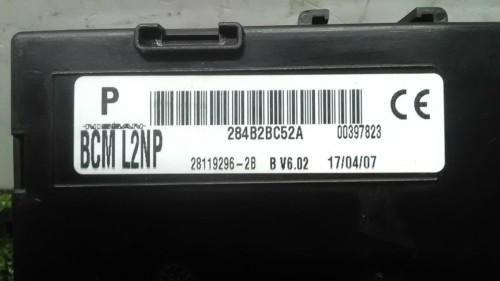 P
CE
284B2BC52A 00397823
BCM L2NP
28119296-2B B V6.02 17/04/07